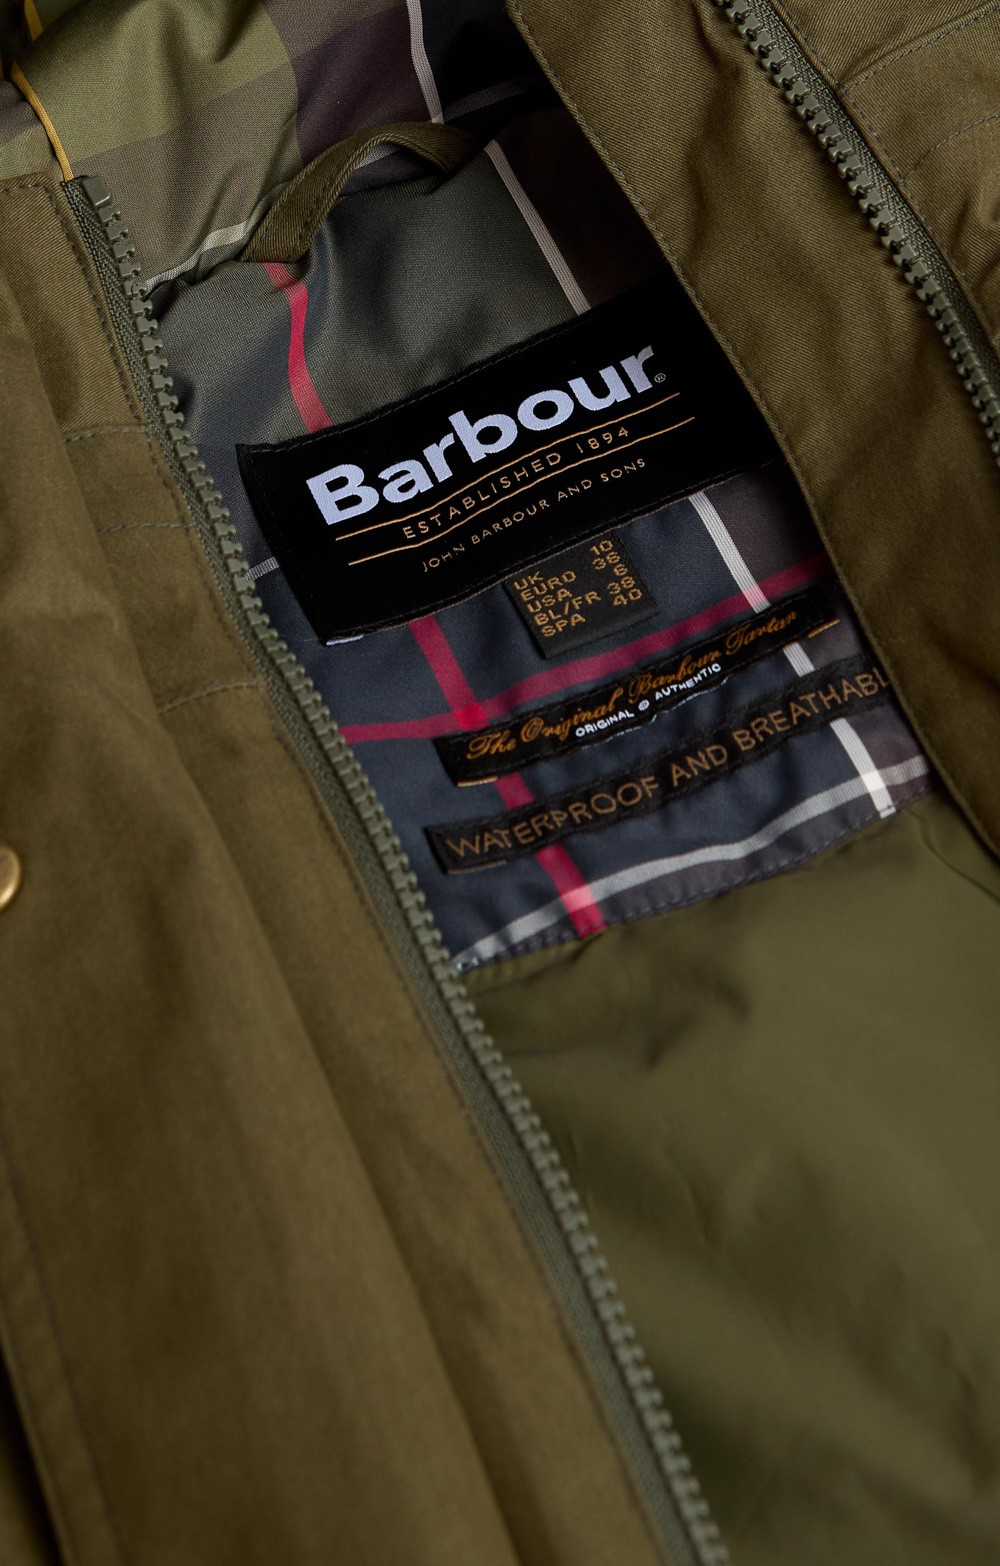 Barbour®
ESTABLISHED 1894
JOHN BARBOUR AND SONS
UK 10
EURO 36
USA 6
BL/FR 38
SPA 40
The Original Barbour Tartan
ORIGINAL @ AUTHENTIC
WATERPROOF AND BREATHABL